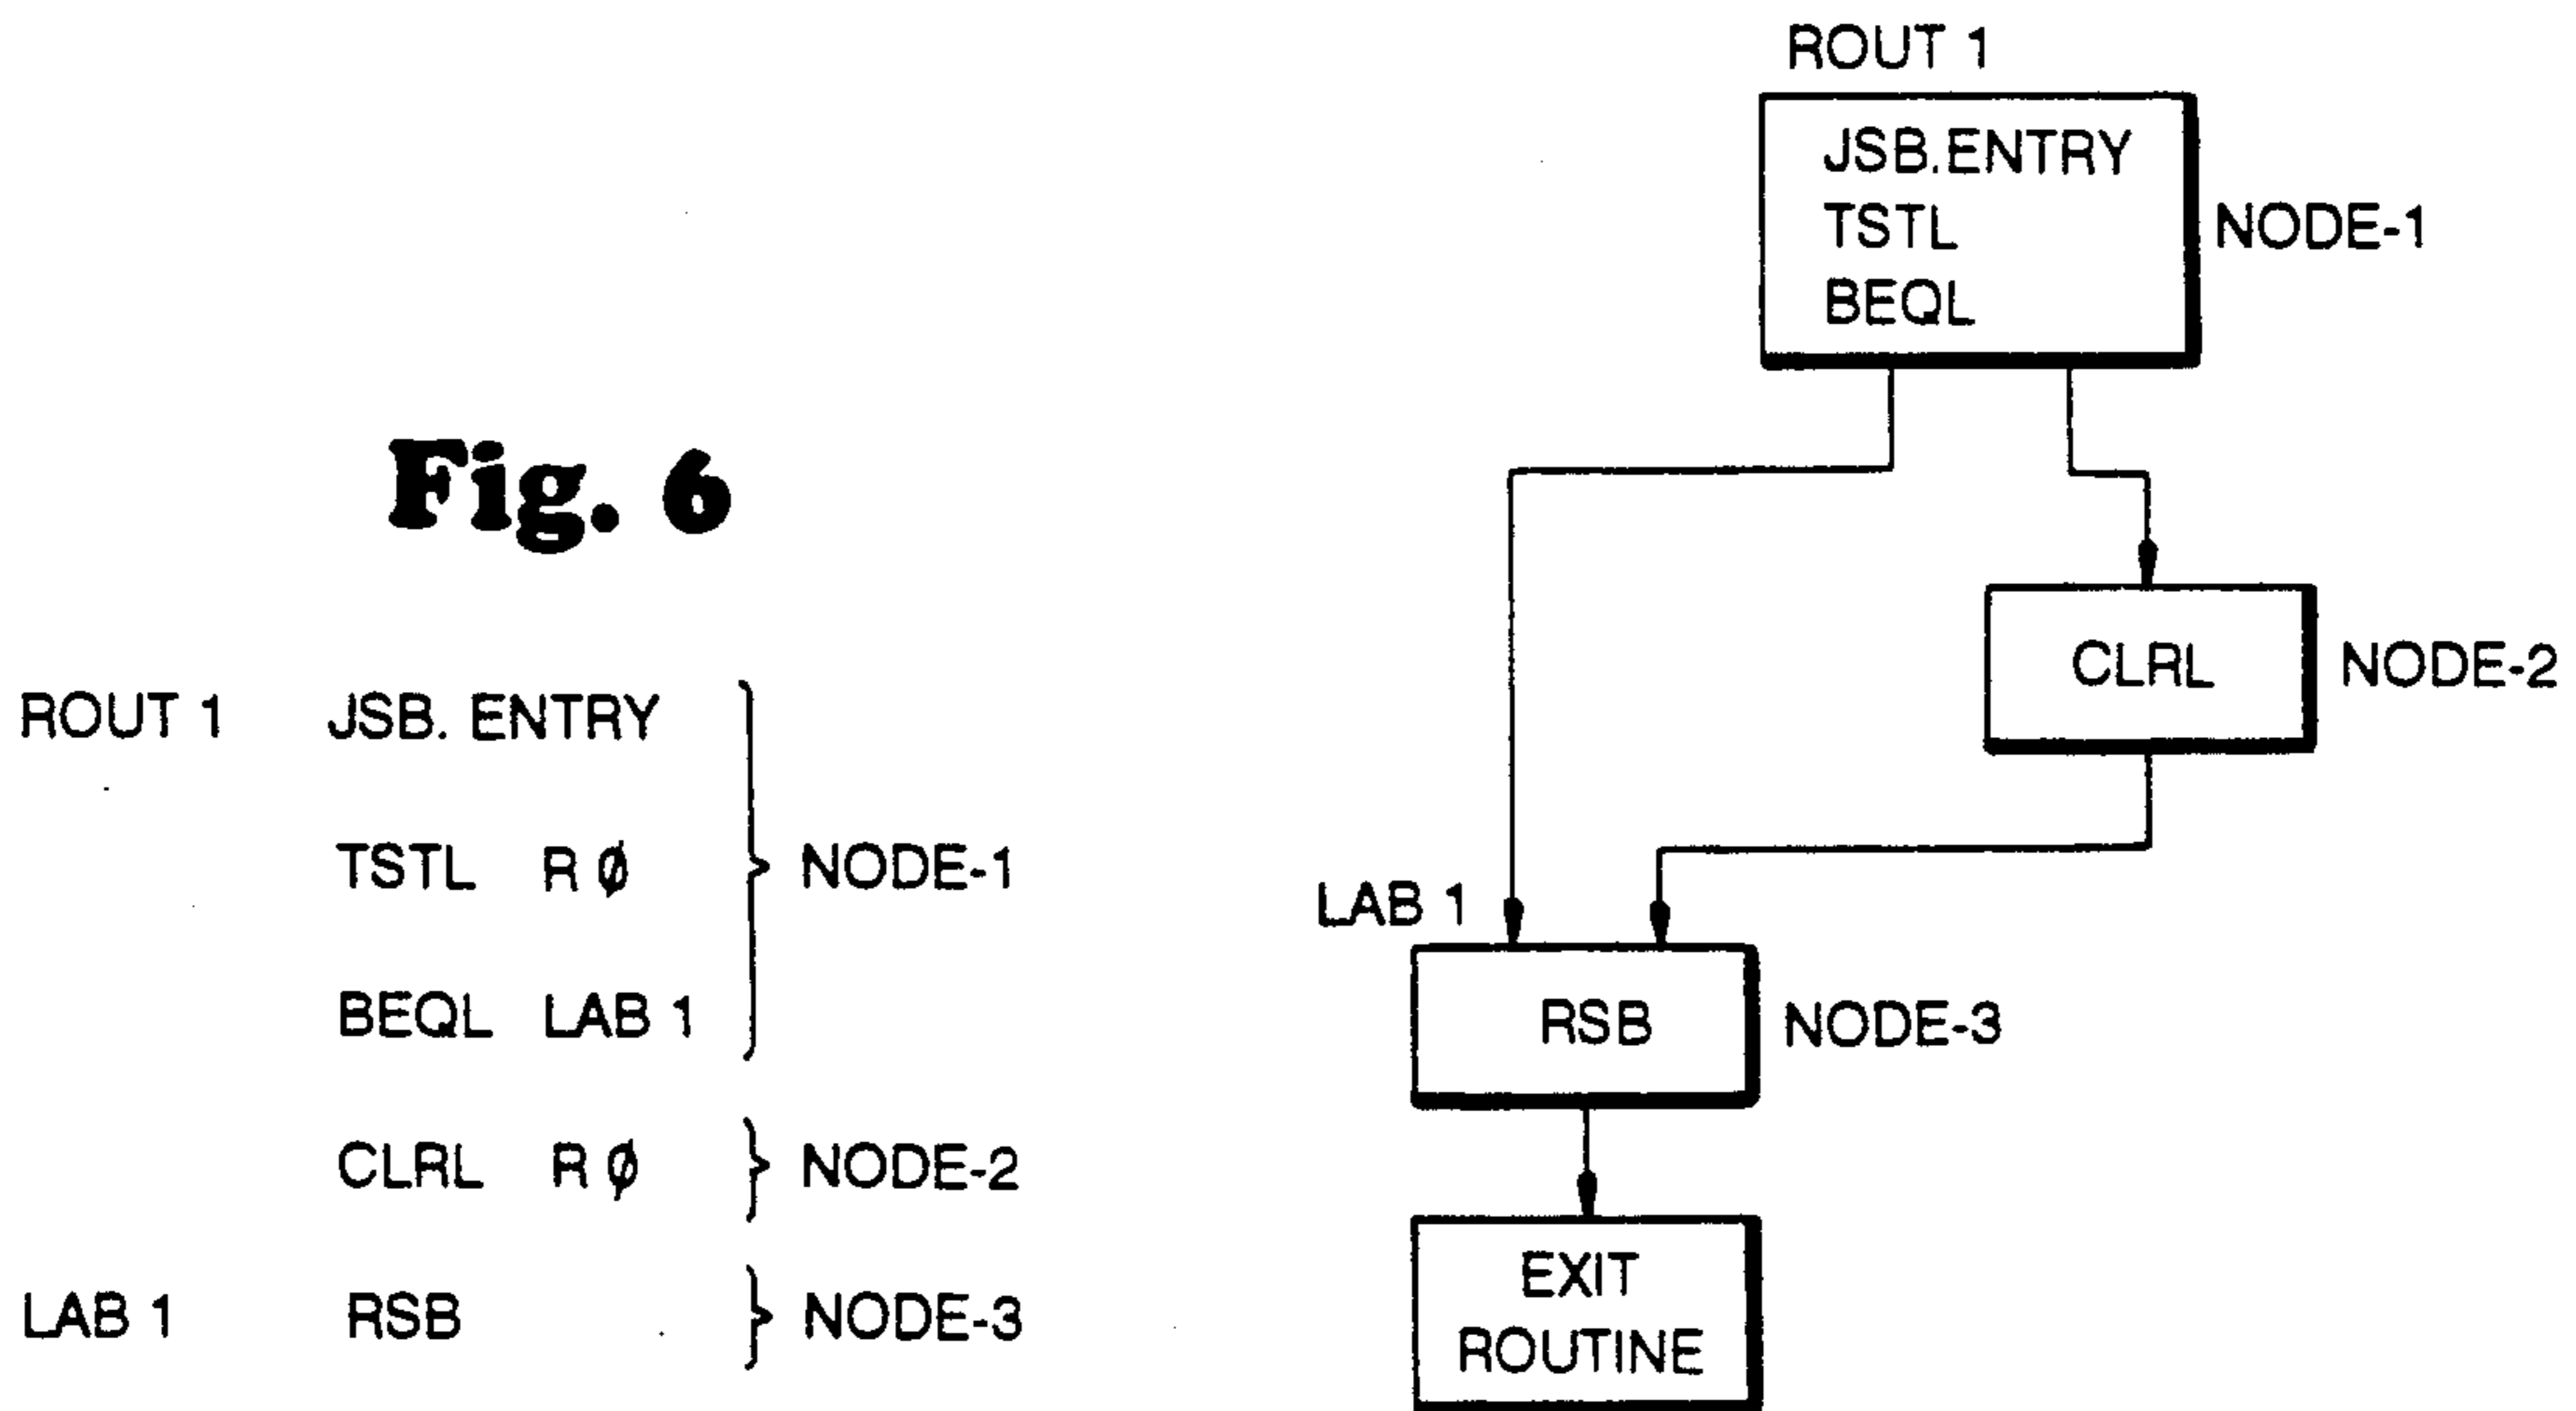 Fig. 6
ROUT 1 JSB. ENTRY
TSTL R Ø
BEQL LAB 1
NODE-1
CLRL R Ø
NODE-2
LAB 1 RSB
NODE-3
ROUT 1
JSB.ENTRY
TSTL
BEQL
NODE-1
CLRL
NODE-2
LAB 1
RSB
NODE-3
EXIT
ROUTINE